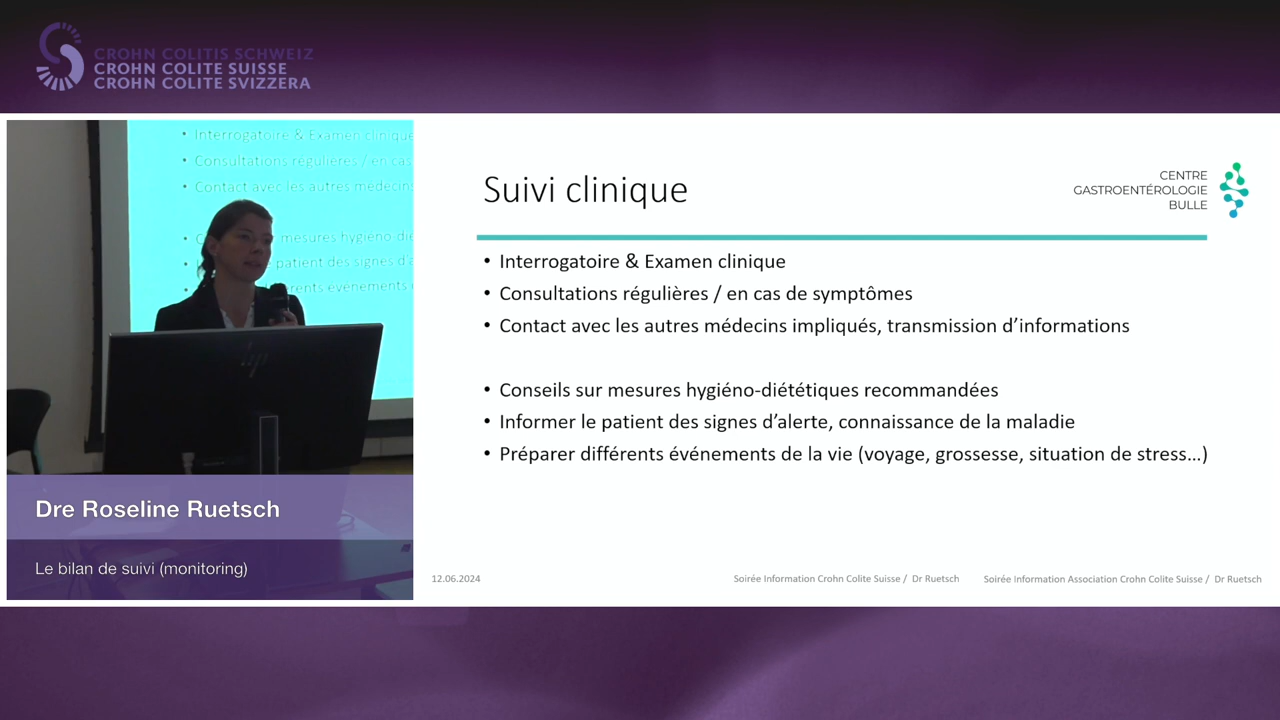 CROHN COLITIS SCHWEIZ
CROHN COLITE SUISSE
CROHN COLITE SVIZZERA
• Interrogatoire & Examen clinique
• Consultations régulières / en cas
• Contact avec les autres médecins
mesures hygiéno dié
patient des signes d'a
érents événements
hp
Dre Roseline Ruetsch
Le bilan de suivi (monitoring)
Suivi clinique
CENTRE
GASTROENTÉROLOGIE
BULLE
• Interrogatoire & Examen clinique
• Consultations régulières / en cas de symptômes
• Contact avec les autres médecins impliqués, transmission d’informations
• Conseils sur mesures hygiéno-diététiques recommandées
• Informer le patient des signes d’alerte, connaissance de la maladie
• Préparer différents événements de la vie (voyage, grossesse, situation de stress…)
12.06.2024
Soirée Information Crohn Colite Suisse / Dr Ruetsch
Soirée Information Association Crohn Colite Suisse / Dr Ruetsch